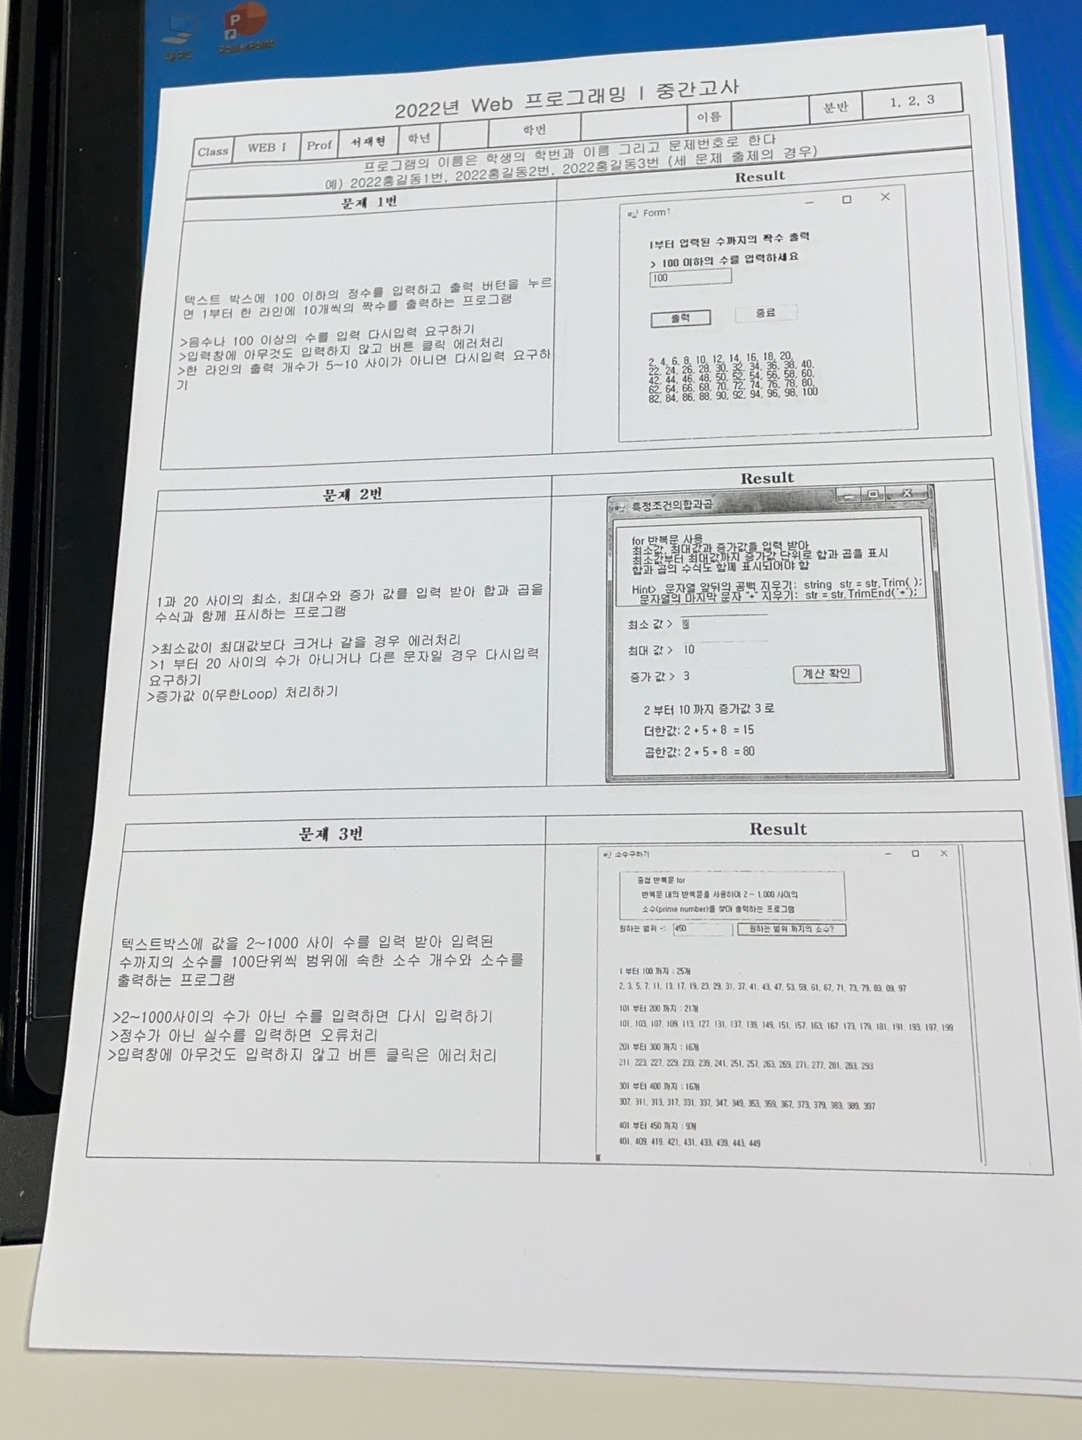 PowerPoint
2022년 Web 프로그래밍 I 중간고사
Class WEB I Prof 서재현 학년 학번 이름 분반 1, 2, 3
프로그램의 이름은 학생의 학번과 이름 그리고 문제번호로 한다
예) 2022홍길동1번, 2022홍길동2번, 2022홍길동3번 (세 문제 출제의 경우)
문제 1번
텍스트 박스에 100 이하의 정수를 입력하고 출력 버턴을 누르
면 1부터 한 라인에 10개씩의 짝수를 출력하는 프로그램
>음수나 100 이상의 수를 입력 다시입력 요구하기
>입력창에 아무것도 입력하지 않고 버튼 클릭 에러처리
>한 라인의 출력 개수가 5~10 사이가 아니면 다시입력 요구하
기
Result
Form1
1부터 입력된 수까지의 짝수 출력
> 100 이하의 수를 입력하세요
100
출력 종료
2, 4, 6, 8, 10, 12, 14, 16, 18, 20,
22, 24, 26, 28, 30, 32, 34, 36, 38, 40,
42, 44, 46, 48, 50, 52, 54, 56, 58, 60,
62, 64, 66, 68, 70, 72, 74, 76, 78, 80,
82, 84, 86, 88, 90, 92, 94, 96, 98, 100
문제 2번
1과 20 사이의 최소, 최대수와 증가 값를 입력 받아 합과 곱을
수식과 함께 표시하는 프로그램
>최소값이 최대값보다 크거나 같을 경우 에러처리
>1 부터 20 사이의 수가 아니거나 다른 문자일 경우 다시입력
요구하기
>증가값 0(무한Loop) 처리하기
Result
특정조건의합과곱
for 반복문 사용
최소값, 최대값과 증가값을 입력 받아
최소값부터 최대값까지 증가값 단위로 합과 곱을 표시
합과 곱의 수식도 함께 표시되어야 함
Hint> 문자열 앞뒤의 공백 지우기: string str = str.Trim( );
문자열의 마지막 문자 "+" 지우기: str = str.TrimEnd('+');
최소 값 >
최대 값 > 10
증가 값 > 3
계산 확인
2 부터 10 까지 증가값 3 로
더한값: 2 + 5 + 8 = 15
곱한값: 2 * 5 * 8 = 80
문제 3번
텍스트박스에 값을 2~1000 사이 수를 입력 받아 입력된
수까지의 소수를 100단위씩 범위에 속한 소수 개수와 소수를
출력하는 프로그램
>2~1000사이의 수가 아닌 수를 입력하면 다시 입력하기
>정수가 아닌 실수를 입력하면 오류처리
>입력창에 아무것도 입력하지 않고 버튼 클릭은 에러처리
Result
소수구하기
중첩 반복문 for
반복문 내의 반복문을 사용하여 2 ~ 1,000 사이의
소수(prime number)를 찾아 출력하는 프로그램
원하는 범위 -: 450 원하는 범위 까지의 소수?
1 부터 100 까지 : 25개
2, 3, 5, 7, 11, 13, 17, 19, 23, 29, 31, 37, 41, 43, 47, 53, 59, 61, 67, 71, 73, 79, 83, 89, 97
101 부터 200 까지 : 21개
101, 103, 107, 109, 113, 127, 131, 137, 139, 149, 151, 157, 163, 167, 173, 179, 181, 191, 193, 197, 199
201 부터 300 까지 : 16개
211, 223, 227, 229, 233, 239, 241, 251, 257, 263, 269, 271, 277, 281, 283, 293
301 부터 400 까지 : 16개
307, 311, 313, 317, 331, 337, 347, 349, 353, 359, 367, 373, 379, 383, 389, 397
401 부터 450 까지 : 9개
401, 409, 419, 421, 431, 433, 439, 443, 449